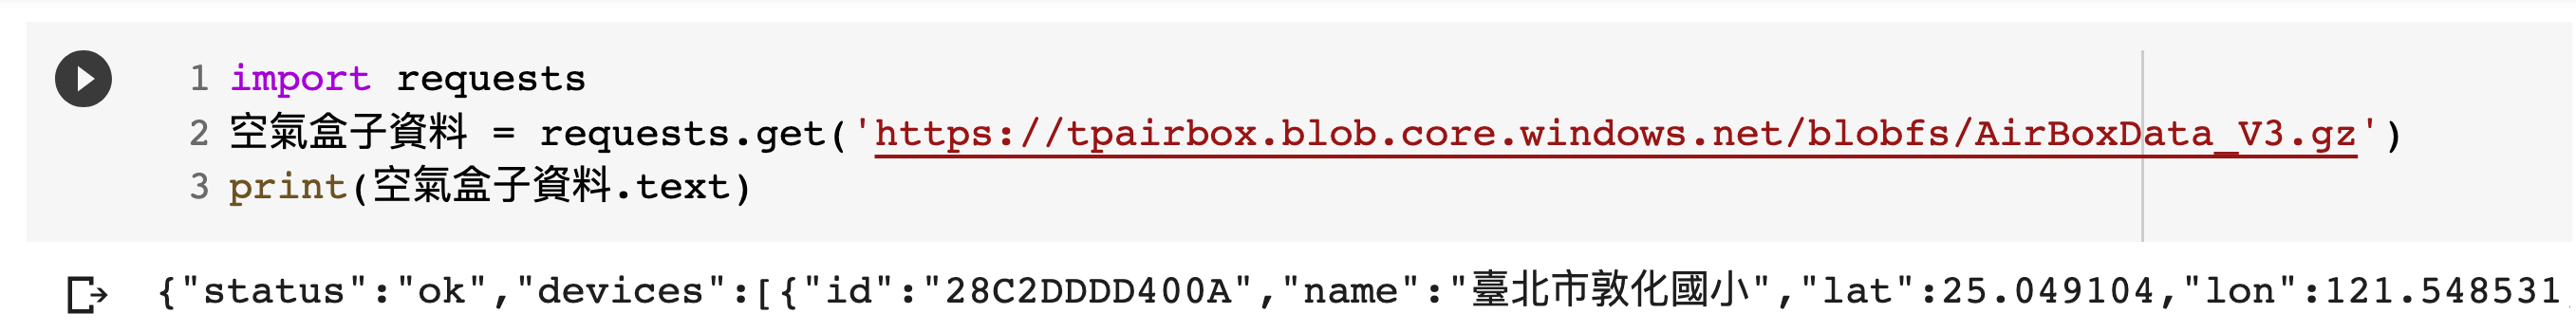 1 import requests
2 空氣盒子資料 = requests.get('https://tpairbox.blob.core.windows.net/blobfs/AirBoxData_V3.gz')
3 print(空氣盒子資料.text)
{"status":"ok","devices":[{"id":"28C2DDDD400A","name":"臺北市敦化國小","lat":25.049104,"lon":121.548531